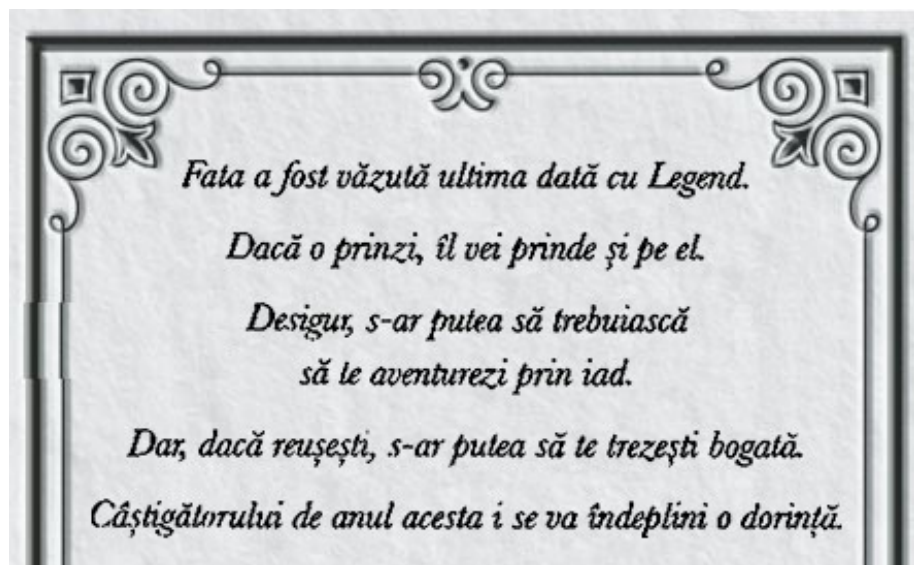 Fata a fost văzută ultima dată cu Legend.
Dacă o prinzi, îl vei prinde și pe el.
Desigur, s-ar putea să trebuiască
să te aventurezi prin iad.
Dar, dacă reușești, s-ar putea să te trezești bogată.
Câștigătorului de anul acesta i se va îndeplini o dorință.